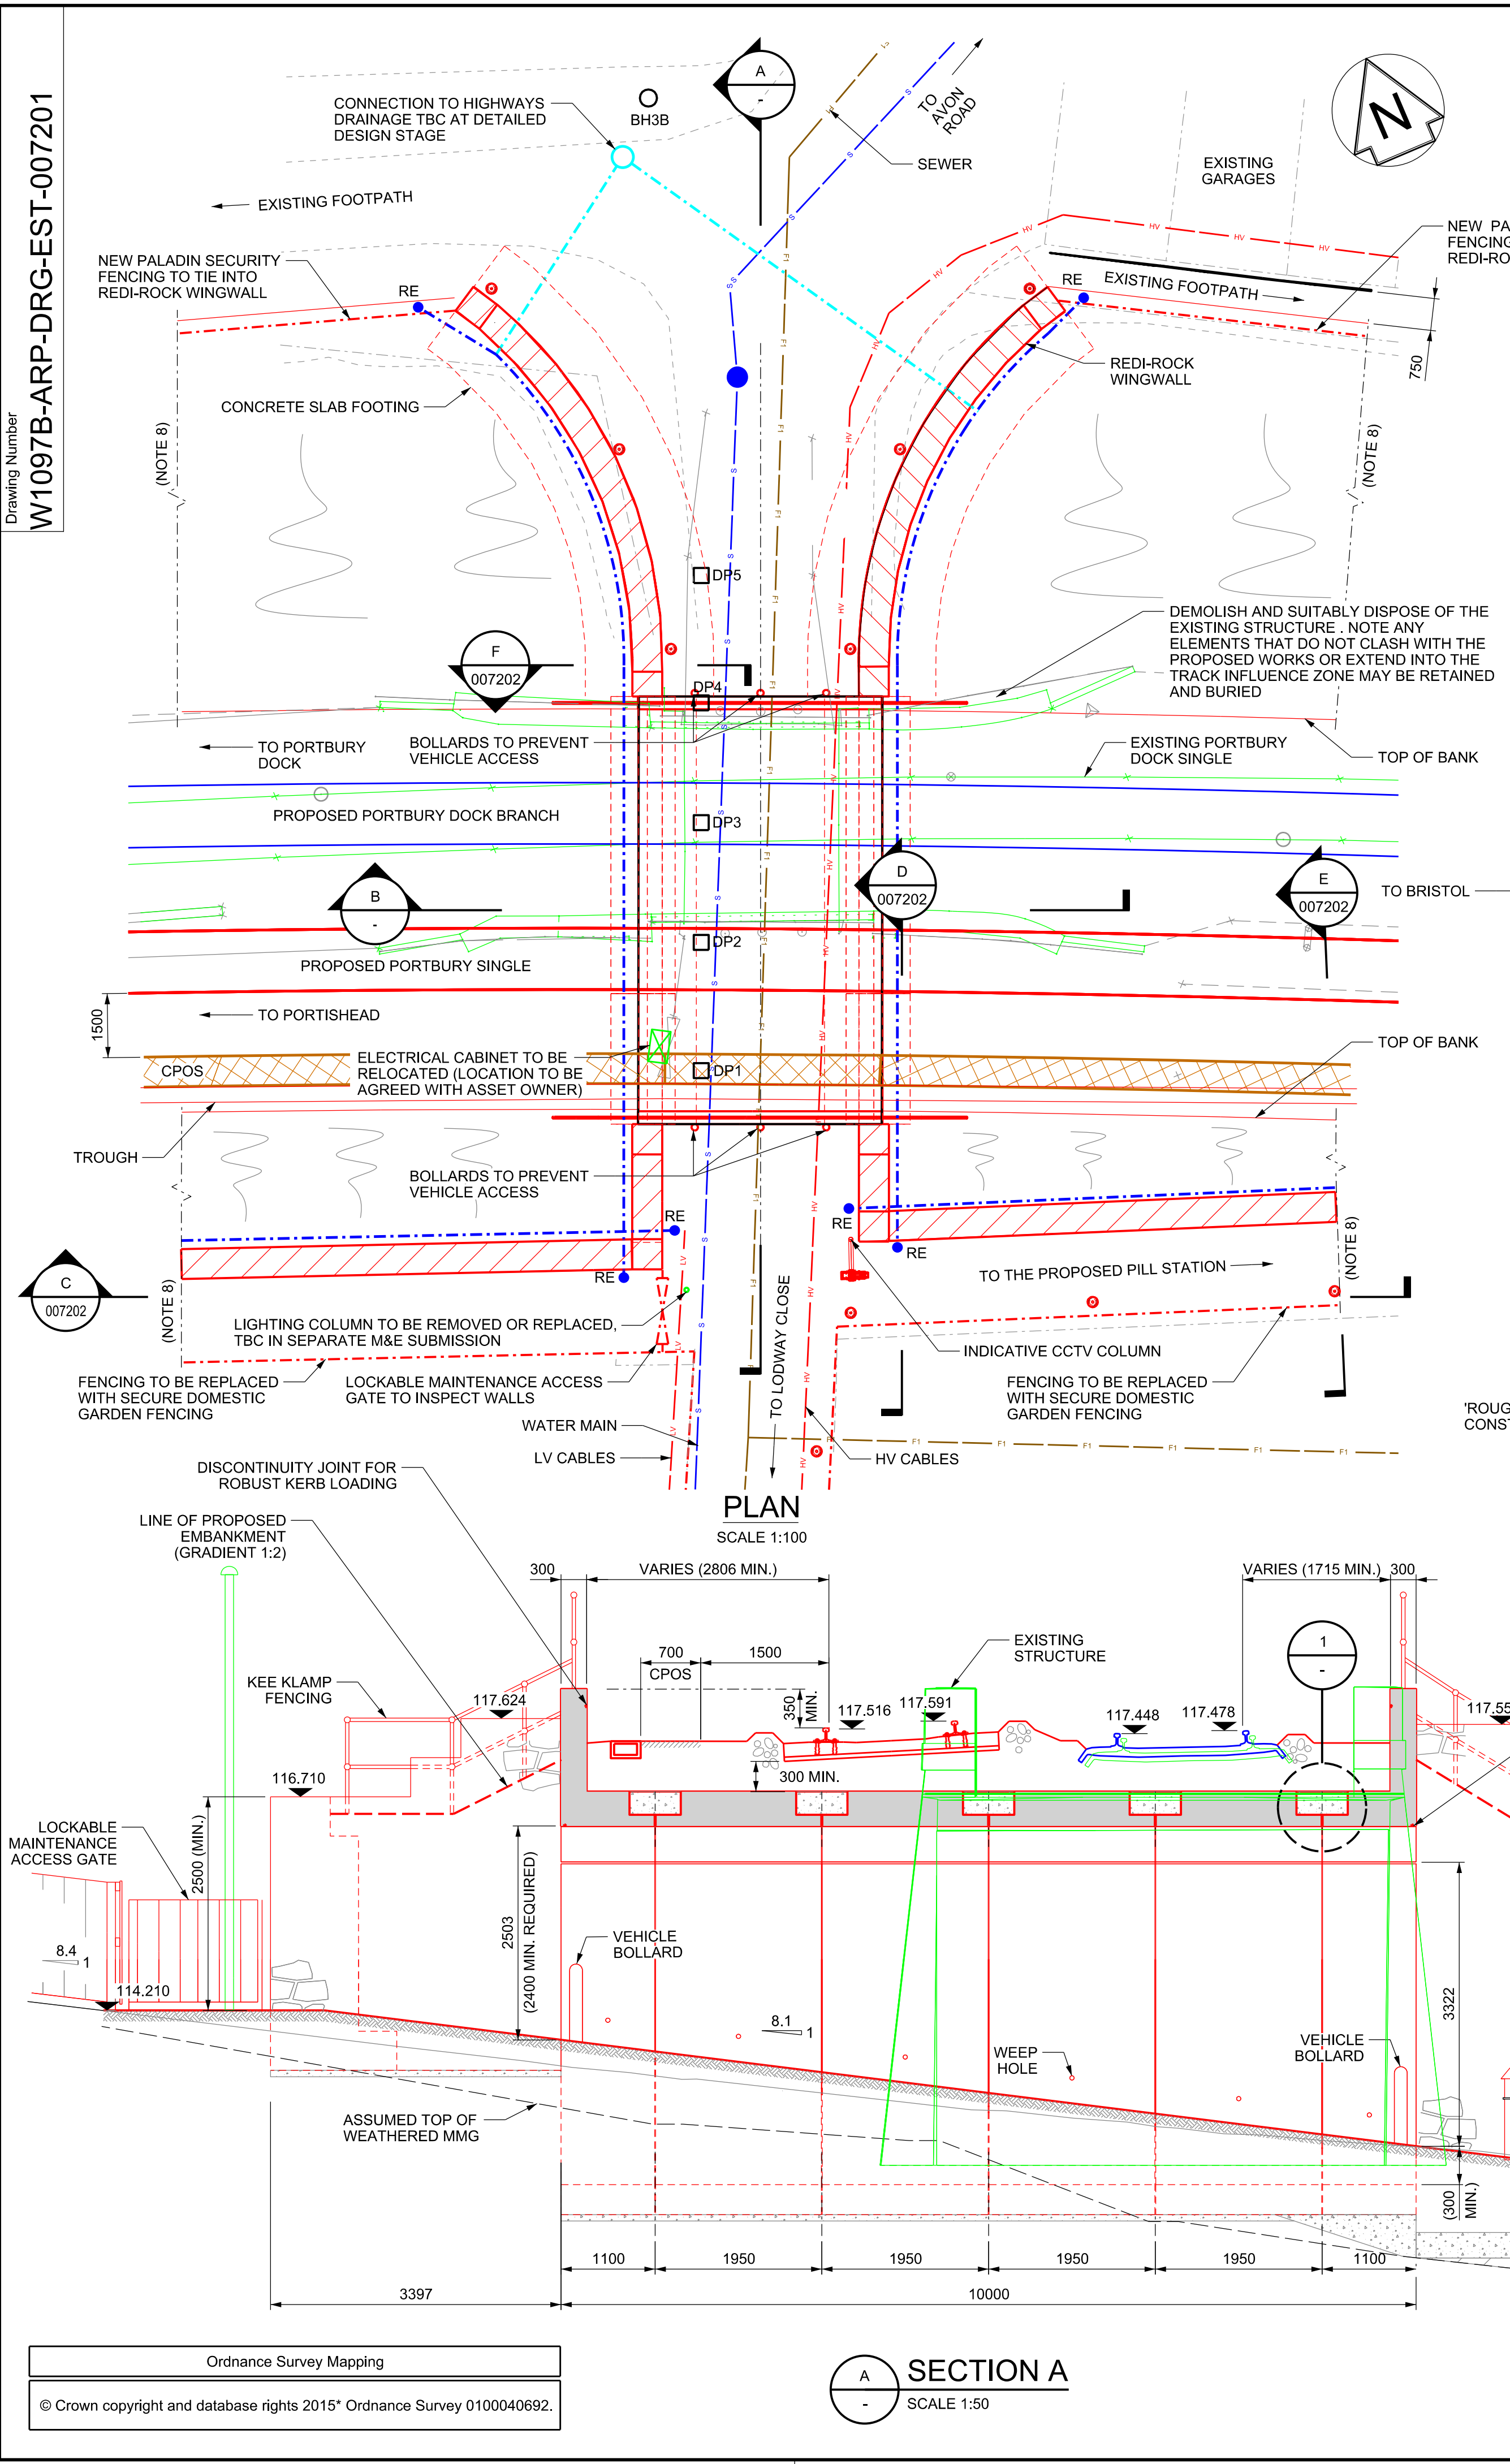 Drawing Number
W1097B-ARP-DRG-EST-007201
CONNECTION TO HIGHWAYS
DRAINAGE TBC AT DETAILED
DESIGN STAGE
BH3B
A
-
TO
AVON
ROAD
SEWER
N
EXISTING
GARAGES
EXISTING FOOTPATH
NEW PALADIN SECURITY
FENCING TO TIE INTO
REDI-ROCK WINGWALL
RE
RE
EXISTING FOOTPATH
NEW PA
FENCING
REDI-RO
750
REDI-ROCK
WINGWALL
CONCRETE SLAB FOOTING
(NOTE 8)
(NOTE 8)
DP5
DEMOLISH AND SUITABLY DISPOSE OF THE
EXISTING STRUCTURE . NOTE ANY
ELEMENTS THAT DO NOT CLASH WITH THE
PROPOSED WORKS OR EXTEND INTO THE
TRACK INFLUENCE ZONE MAY BE RETAINED
AND BURIED
F
007202
DP4
TO PORTBURY
DOCK
BOLLARDS TO PREVENT
VEHICLE ACCESS
EXISTING PORTBURY
DOCK SINGLE
TOP OF BANK
PROPOSED PORTBURY DOCK BRANCH
DP3
B
-
D
007202
E
007202
TO BRISTOL
DP2
PROPOSED PORTBURY SINGLE
1500
TO PORTISHEAD
TOP OF BANK
CPOS
ELECTRICAL CABINET TO BE
RELOCATED (LOCATION TO BE
AGREED WITH ASSET OWNER)
DP1
TROUGH
BOLLARDS TO PREVENT
VEHICLE ACCESS
RE
RE
RE
RE
C
007202
(NOTE 8)
(NOTE 8)
TO THE PROPOSED PILL STATION
LIGHTING COLUMN TO BE REMOVED OR REPLACED,
TBC IN SEPARATE M&E SUBMISSION
TO LODWAY CLOSE
INDICATIVE CCTV COLUMN
FENCING TO BE REPLACED
WITH SECURE DOMESTIC
GARDEN FENCING
LOCKABLE MAINTENANCE ACCESS
GATE TO INSPECT WALLS
FENCING TO BE REPLACED
WITH SECURE DOMESTIC
GARDEN FENCING
'ROUG
CONST
WATER MAIN
LV CABLES
HV CABLES
PLAN
SCALE 1:100
DISCONTINUITY JOINT FOR
ROBUST KERB LOADING
LINE OF PROPOSED
EMBANKMENT
(GRADIENT 1:2)
300
VARIES (2806 MIN.)
VARIES (1715 MIN.)
300
700
CPOS
1500
EXISTING
STRUCTURE
1
-
KEE KLAMP
FENCING
117.624
350
MIN.
117.516
117.591
117.448
117.478
117.55
116.710
300 MIN.
LOCKABLE
MAINTENANCE
ACCESS GATE
2500 (MIN.)
2503
(2400 MIN. REQUIRED)
VEHICLE
BOLLARD
8.4
1
114.210
8.1
1
WEEP
HOLE
VEHICLE
BOLLARD
3322
ASSUMED TOP OF
WEATHERED MMG
(300
MIN.)
1100
1950
1950
1950
1950
1100
3397
10000
Ordnance Survey Mapping
© Crown copyright and database rights 2015* Ordnance Survey 0100040692.
A
-
SECTION A
SCALE 1:50